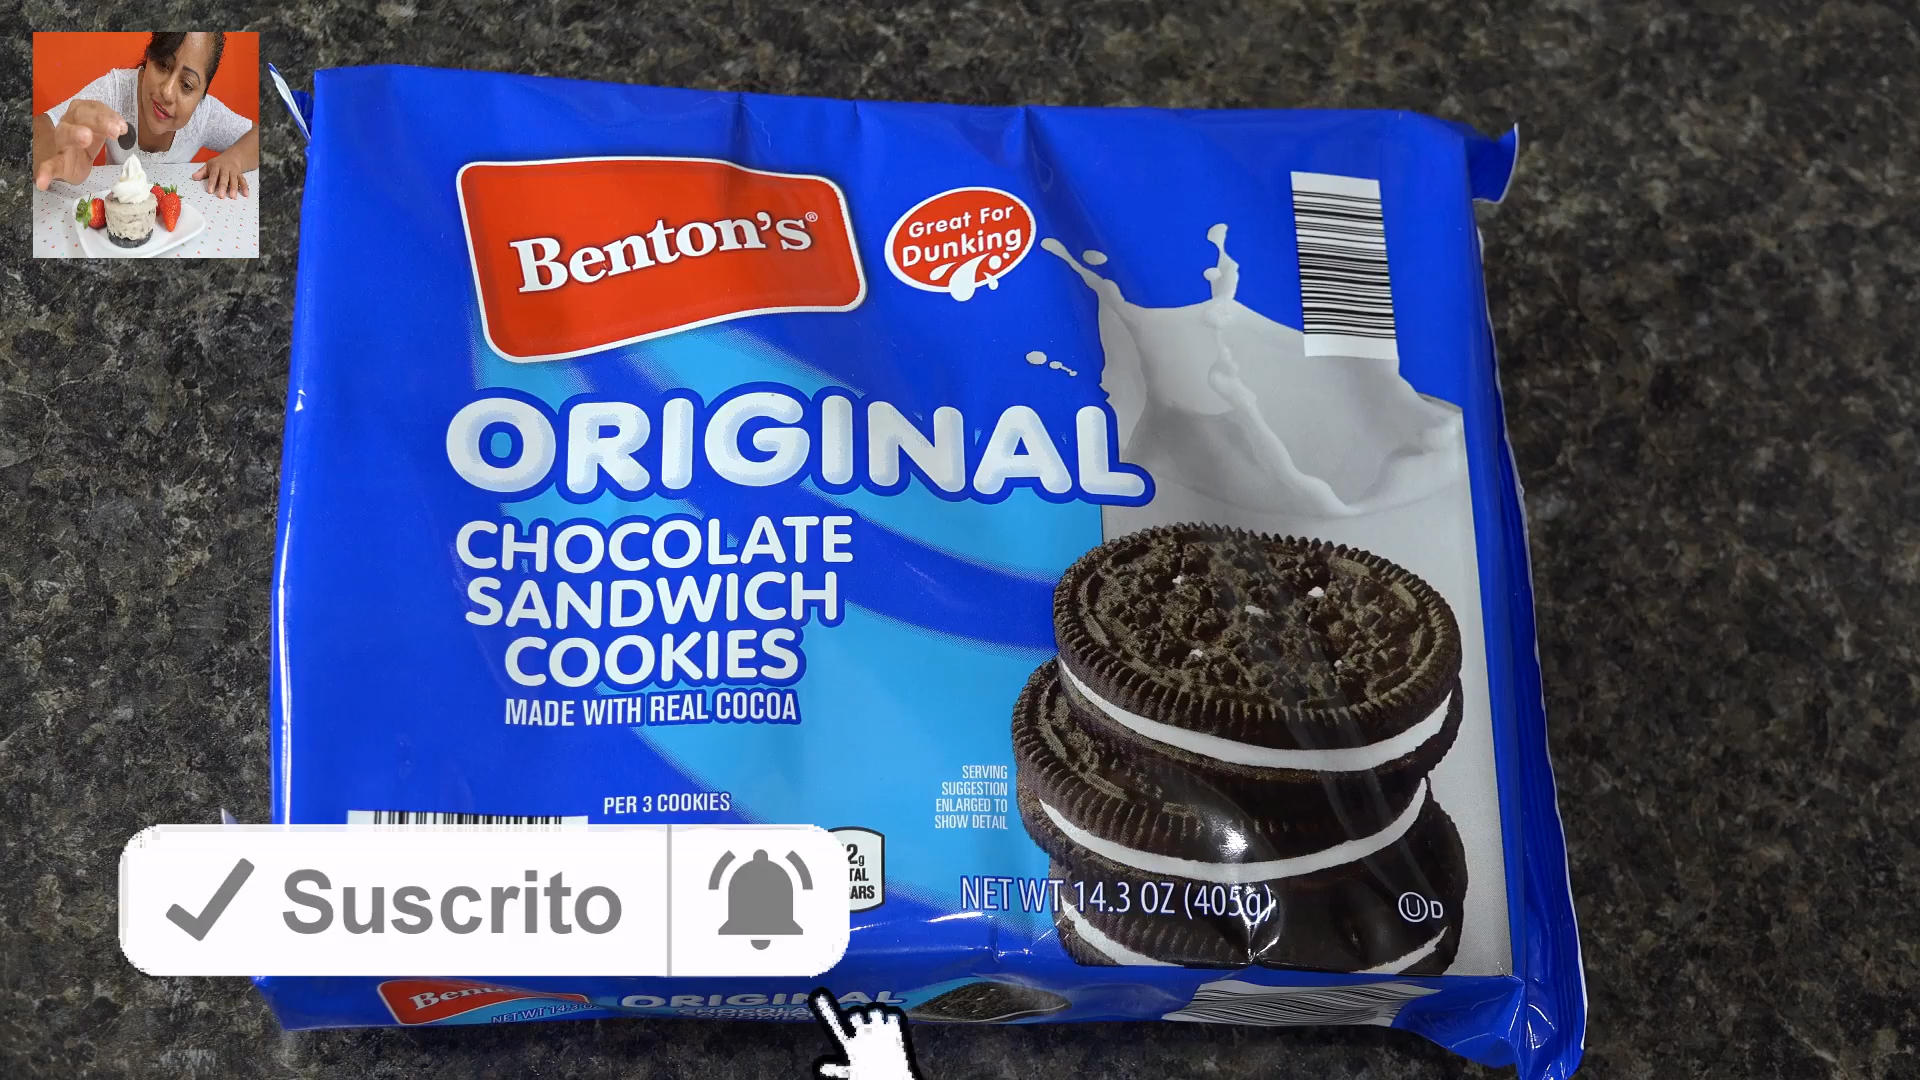 Benton's®
Great For
Dunking
ORIGINAL
CHOCOLATE
SANDWICH
COOKIES
MADE WITH REAL COCOA
SERVING
SUGGESTION
ENLARGED TO
SHOW DETAIL
PER 3 COOKIES
Suscrito
NET WT 14.3 OZ (405g)
U D
ORIGINAL